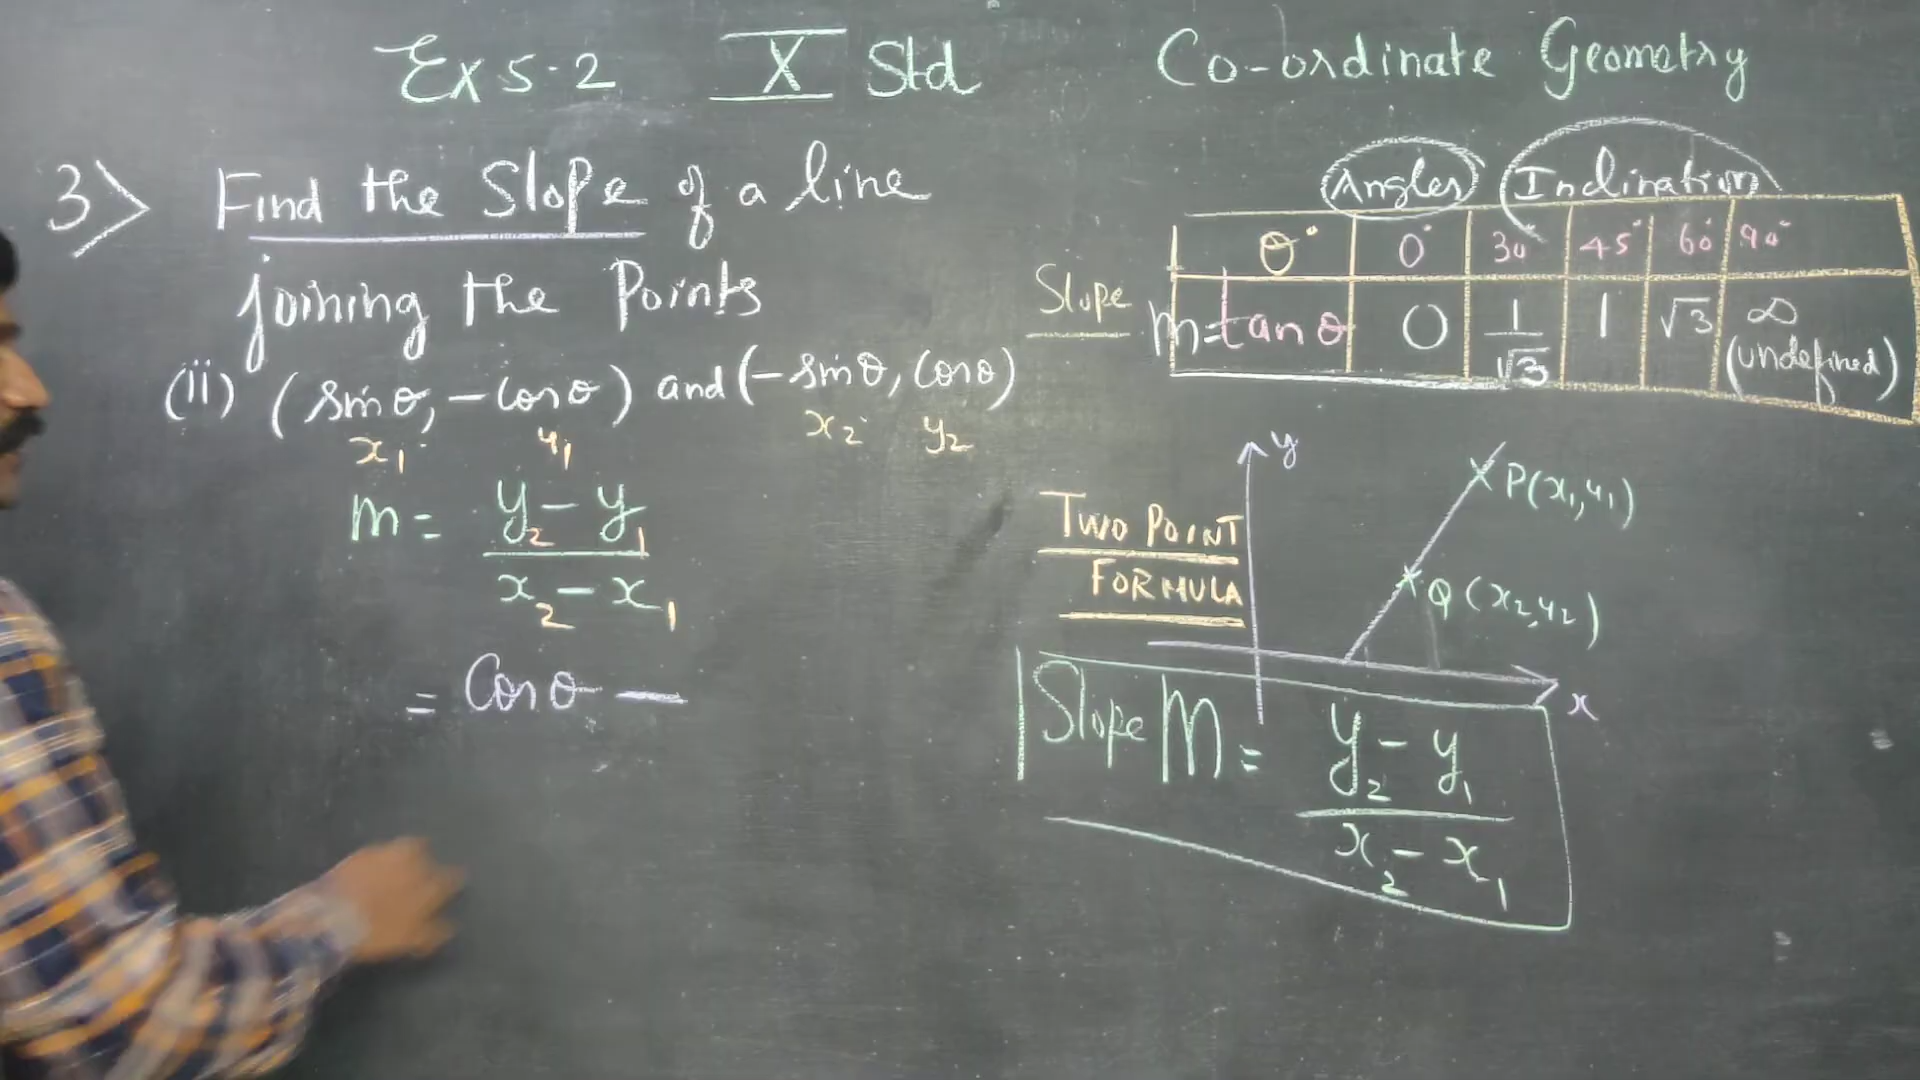 Ex 5.2 X Std Co-ordinate Geometry
3> Find the Slope of a line
joining the Points
(ii) (sinθ, -cosθ) and (-sinθ, cosθ)
x₁ y₁ x₂ y₂
m = y₂ - y₁
x₂ - x₁
= cosθ —
Angles Inclination
θ° 0° 30° 45° 60° 90°
Slope m = tan θ 0 1/√3 1 √3 ∞
(undefined)
y
P(x₁, y₁)
TWO POINT
FORMULA
Q(x₂, y₂)
x
Slope m = y₂ - y₁
x₂ - x₁